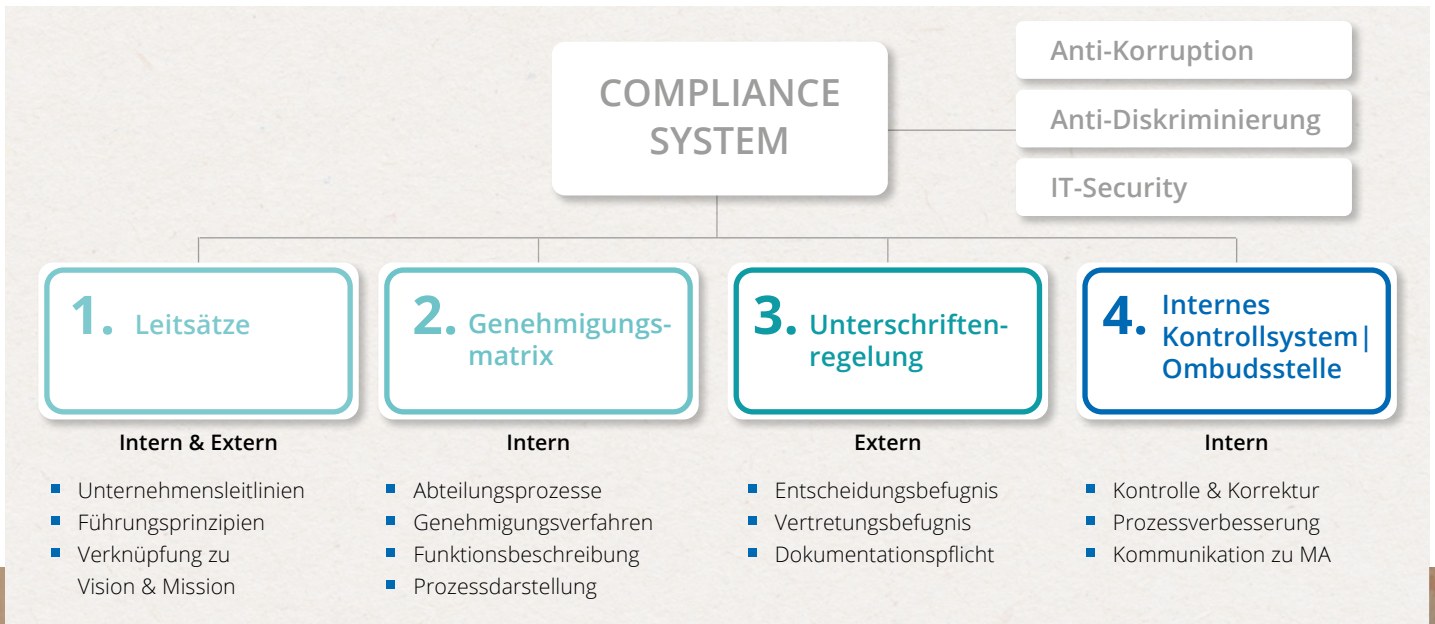 COMPLIANCE
SYSTEM
Anti-Korruption
Anti-Diskriminierung
IT-Security
1. Leitsätze
Intern & Extern
Unternehmensleitlinien
Führungsprinzipien
Verknüpfung zu
Vision & Mission
2. Genehmigungs-
matrix
Intern
Abteilungsprozesse
Genehmigungsverfahren
Funktionsbeschreibung
Prozessdarstellung
3. Unterschriften-
regelung
Extern
Entscheidungsbefugnis
Vertretungsbefugnis
Dokumentationspflicht
4. Internes
Kontrollsystem|
Ombudsstelle
Intern
Kontrolle & Korrektur
Prozessverbesserung
Kommunikation zu MA